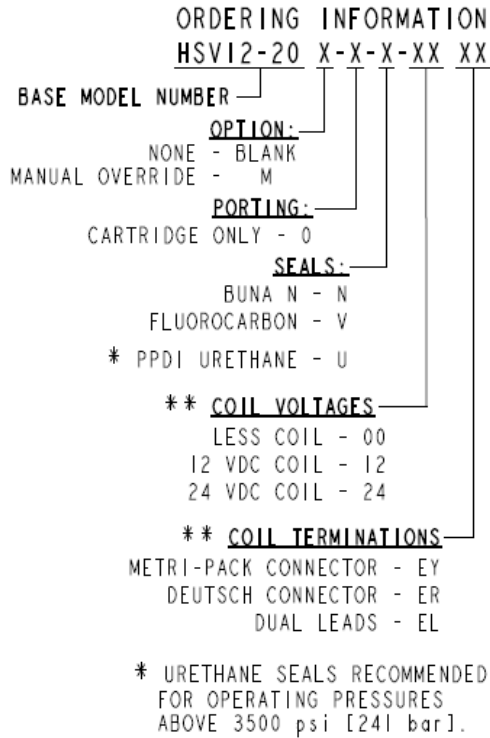 ORDERING INFORMATION
HSV12-20 X-X-X-XX XX
BASE MODEL NUMBER
OPTION:
NONE - BLANK
MANUAL OVERRIDE - M
PORTING:
CARTRIDGE ONLY - 0
SEALS:
BUNA N - N
FLUOROCARBON - V
* PPDI URETHANE - U
** COIL VOLTAGES
LESS COIL - 00
12 VDC COIL - 12
24 VDC COIL - 24
** COIL TERMINATIONS
METRI-PACK CONNECTOR - EY
DEUTSCH CONNECTOR - ER
DUAL LEADS - EL
* URETHANE SEALS RECOMMENDED
FOR OPERATING PRESSURES
ABOVE 3500 psi [241 bar].